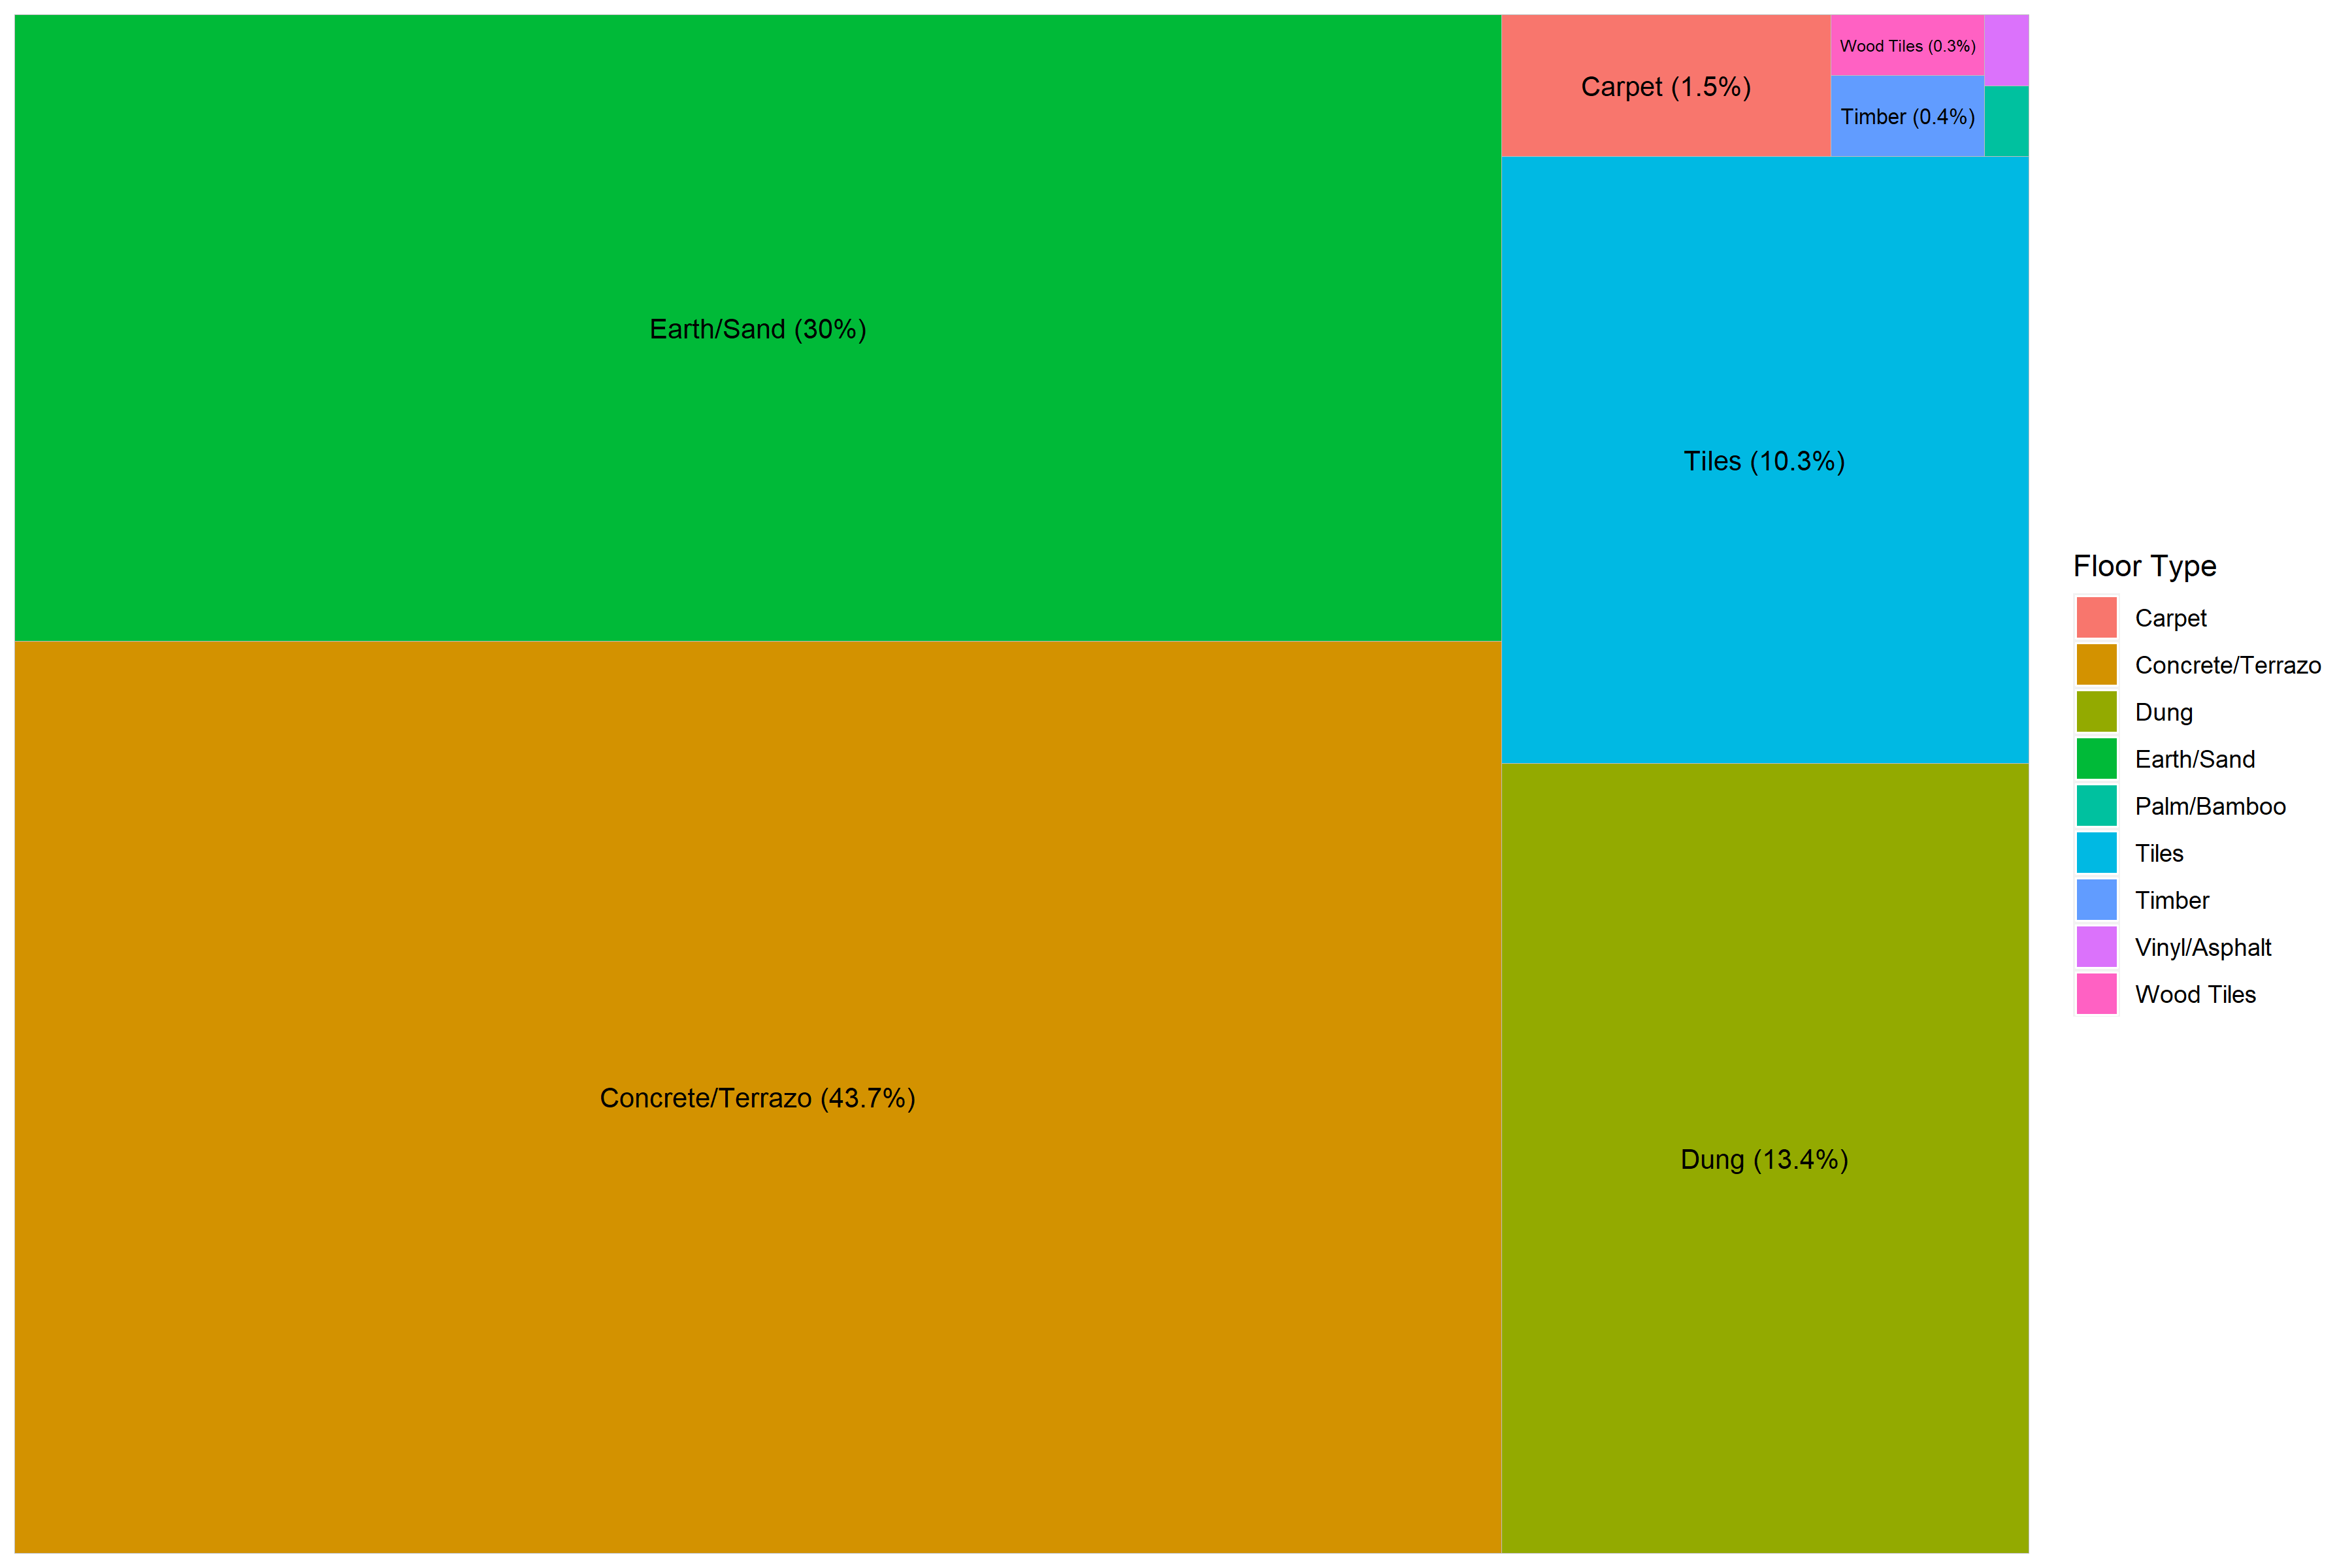 Earth/Sand (30%)
Carpet (1.5%)
Wood Tiles (0.3%)
Timber (0.4%)
Tiles (10.3%)
Concrete/Terrazo (43.7%)
Dung (13.4%)
Floor Type
Carpet
Concrete/Terrazo
Dung
Earth/Sand
Palm/Bamboo
Tiles
Timber
Vinyl/Asphalt
Wood Tiles